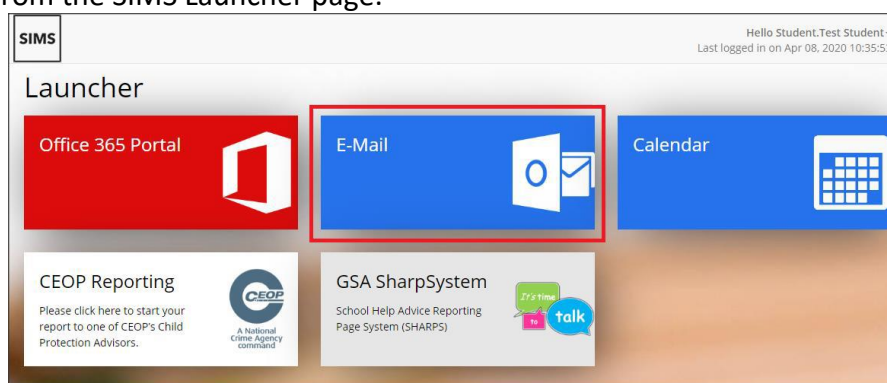 from the SIMS Launcher page.
SIMS
Hello Student.Test Student
Last logged in on Apr 08, 2020 10:35:5
Launcher
Office 365 Portal
E-Mail
O
Calendar
CEOP Reporting
Please click here to start your
report to one of CEOP's Child
Protection Advisors.
CEOP
A National
Crime Agency
command
GSA SharpSystem
School Help Advice Reporting
Page System (SHARPS)
It's time
to
talk